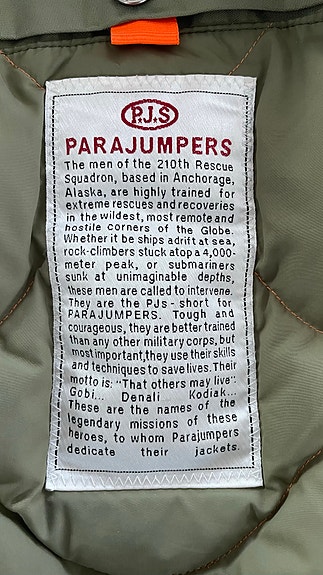 P.J.S
PARAJUMPERS
The men of the 210th Rescue
Squadron, based in Anchorage,
Alaska, are highly trained for
extreme rescues and recoveries
in the wildest, most remote and
hostile corners of the Globe.
Whether it be ships adrift at sea,
rock-climbers stuck atop a 4,000-
meter peak, or submariners
sunk at unimaginable depths,
these men are called to intervene.
They are the PJs - short for
PARAJUMPERS. Tough and
courageous, they are better trained
than any other military corps, but
most important, they use their skills
and techniques to save lives. Their
motto is: "That others may live":
Gobi... Denali Kodiak...
These are the names of the
legendary missions of these
heroes, to whom Parajumpers
dedicate their jackets.